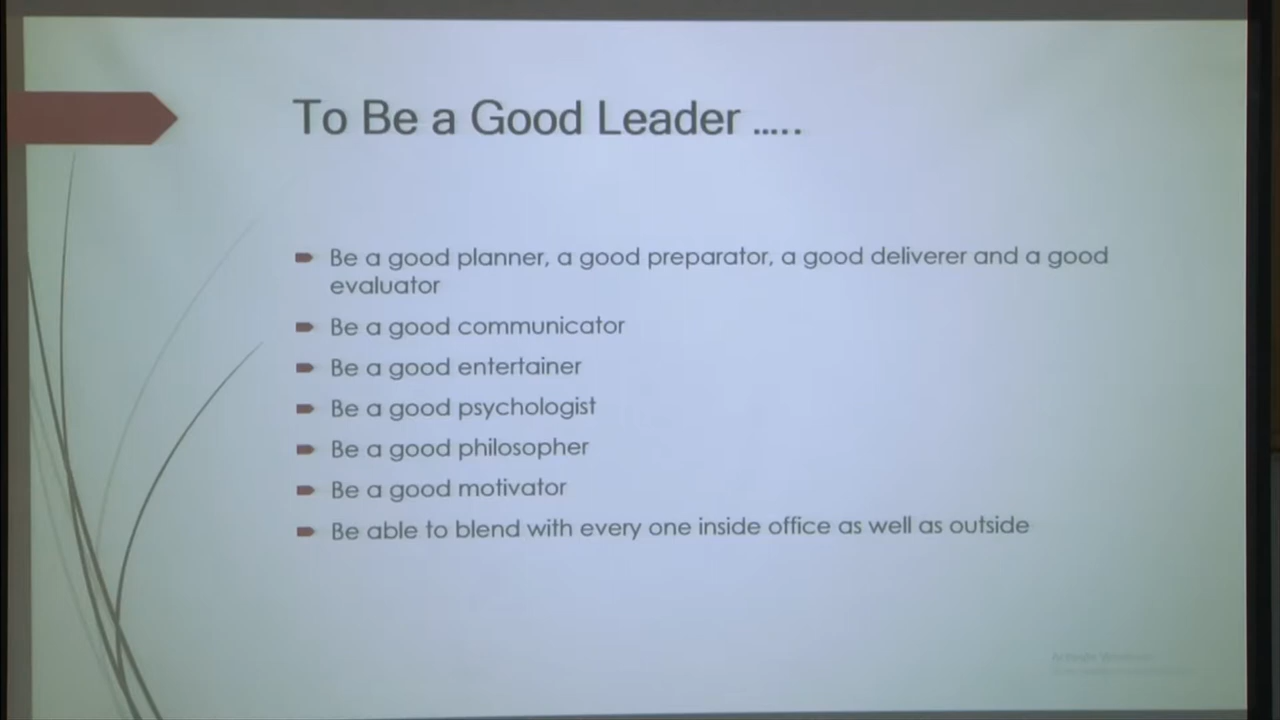 To Be a Good Leader .....
Be a good planner, a good preparator, a good deliverer and a good
evaluator
Be a good communicator
Be a good entertainer
Be a good psychologist
Be a good philosopher
Be a good motivator
Be able to blend with every one inside office as well as outside